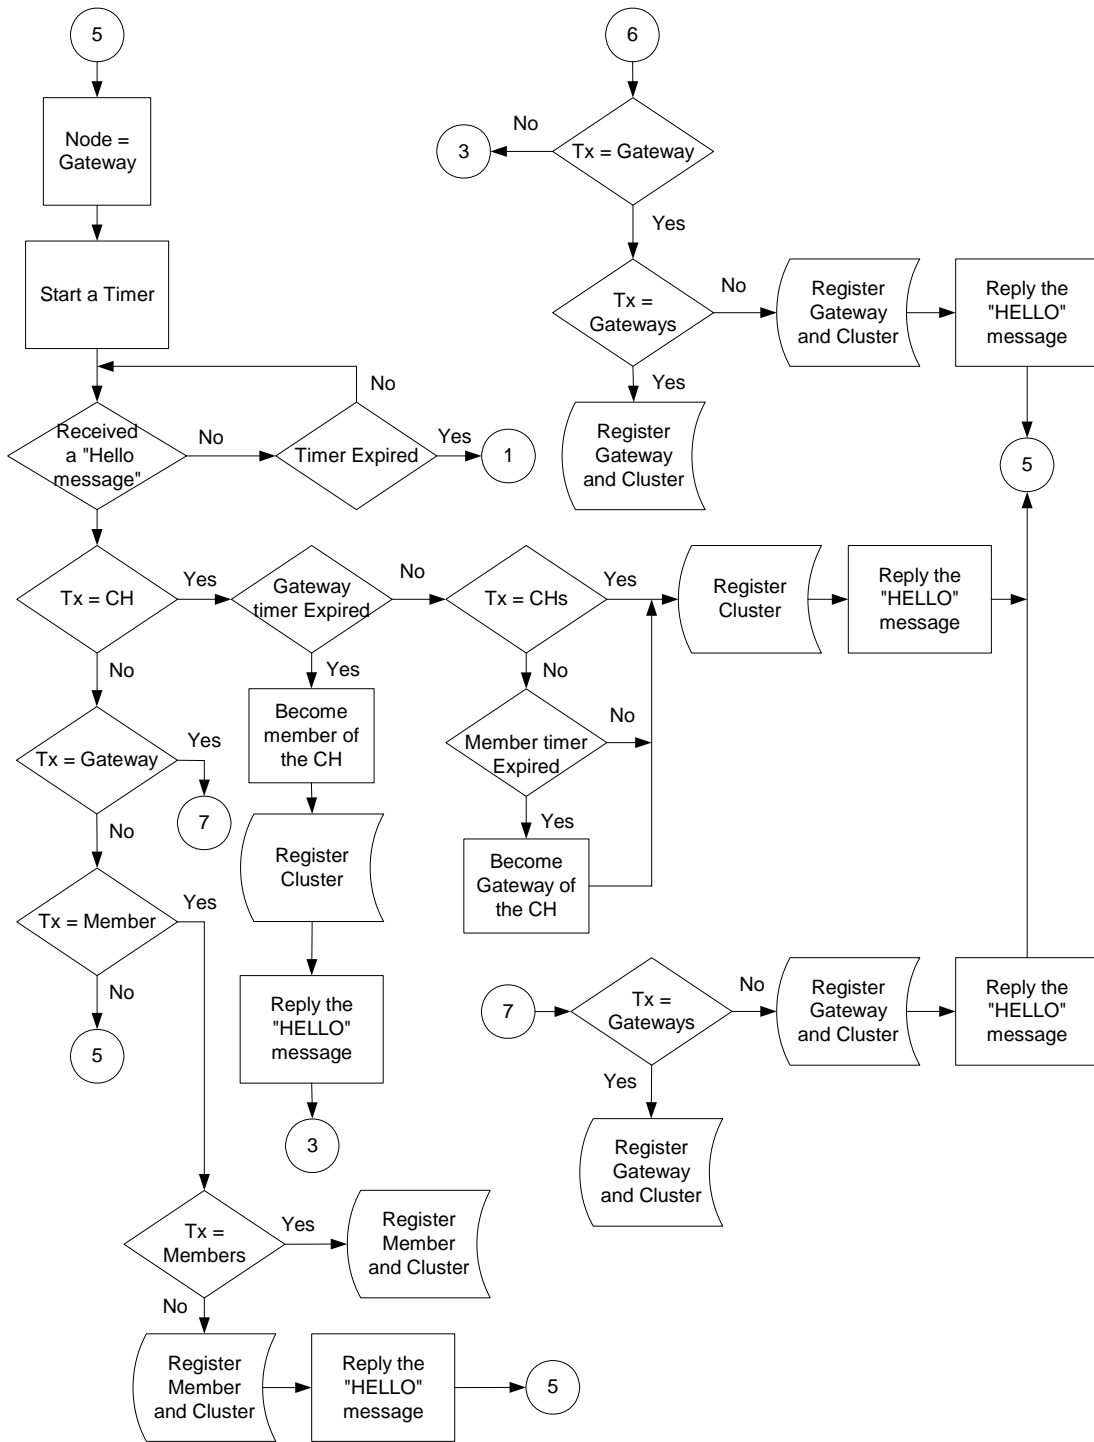 5
6
Node =
Gateway
No
3
Tx = Gateway
Yes
Start a Timer
Tx =
Gateways
No
Register
Gateway
and Cluster
Reply the
"HELLO"
message
Yes
Register
Gateway
and Cluster
5
No
Received
a "Hello
message"
No
Timer Expired
Yes
1
Tx = CH
Yes
Gateway
timer Expired
No
Tx = CHs
Yes
Register
Cluster
Reply the
"HELLO"
message
No
Yes
No
Become
member of
the CH
Member timer
Expired
No
Tx = Gateway
Yes
7
No
Yes
Become
Gateway of
the CH
Register
Cluster
Tx = Member
Yes
No
5
Reply the
"HELLO"
message
3
7
Tx =
Gateways
No
Register
Gateway
and Cluster
Reply the
"HELLO"
message
Yes
Register
Gateway
and Cluster
Tx =
Members
Yes
Register
Member
and Cluster
No
Register
Member
and Cluster
Reply the
"HELLO"
message
5